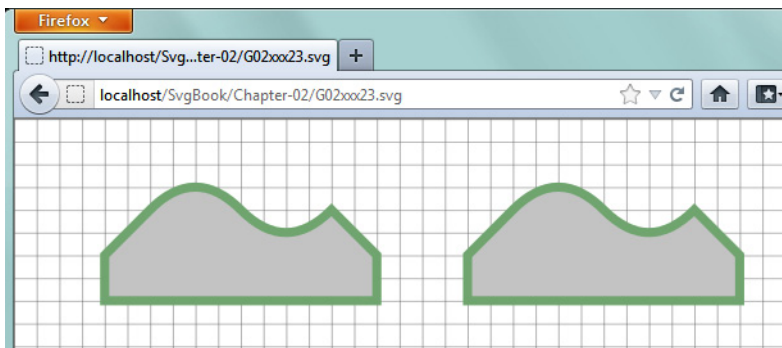 Firefox
http://localhost/Svg...ter-02/G02xxx23.svg
localhost/SvgBook/Chapter-02/G02xxx23.svg